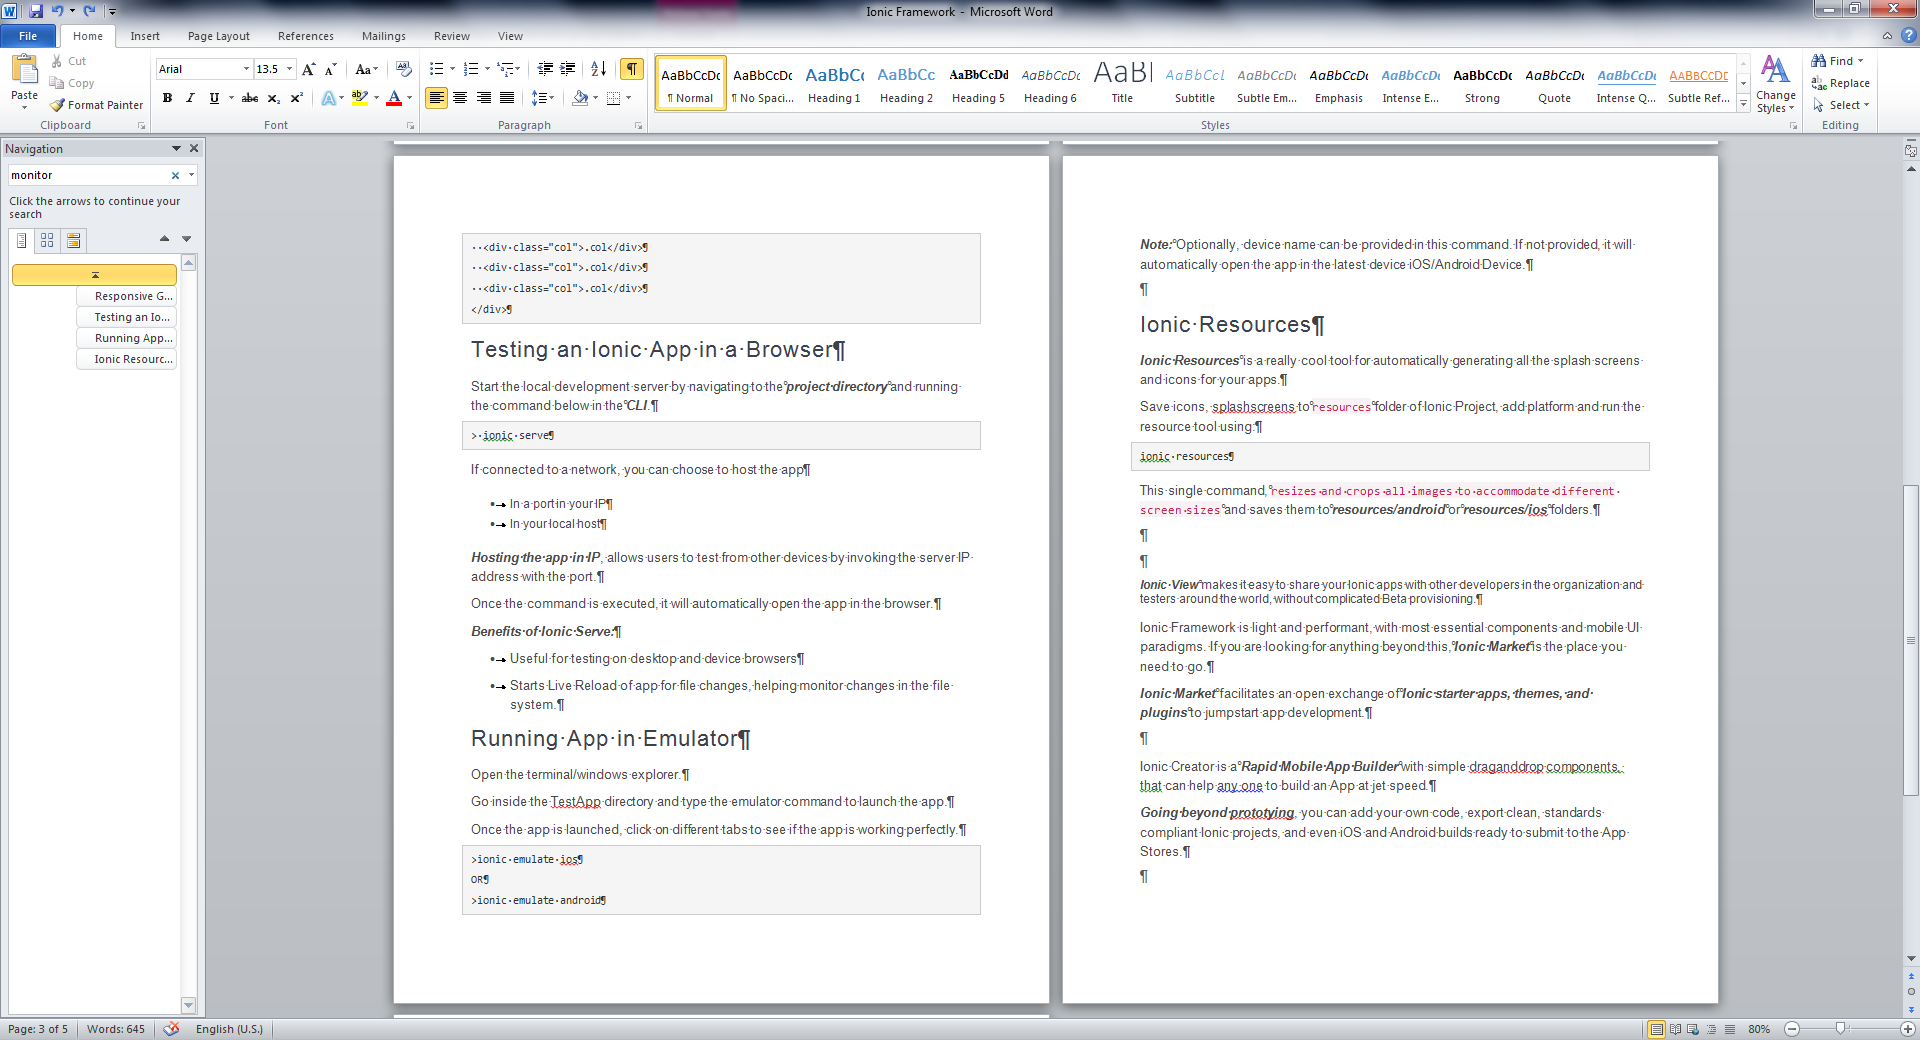 Ionic Framework - Microsoft Word
File Home Insert Page Layout References Mailings Review View
Paste
Cut
Copy
Format Painter
Clipboard
Arial 13.5
Font
Paragraph
AaBbCcDc AaBbCcDc AaBbCc AaBbCc AaBbCcDd AaBbCcDc AaBl AaBbCcL AaBbCcDc AaBbCcDc AaBbCcDc AaBbCcDc AaBbCcDc AaBbCcDc AABBCCDL
¶ Normal ¶ No Spaci... Heading 1 Heading 2 Heading 5 Heading 6 Title Subtitle Subtle Em... Emphasis Intense E... Strong Quote Intense Q... Subtle Ref...
Styles
Change Styles
Find
Replace
Select
Editing
Navigation
monitor
Click the arrows to continue your
search
Responsive G...
Testing an Io...
Running App...
Ionic Resourc...
··<div·class="col">.col</div>¶
··<div·class="col">.col</div>¶
··<div·class="col">.col</div>¶
</div>¶
Testing·an·Ionic·App·in·a·Browser¶
Start·the·local·development·server·by·navigating·to·the°project·directory°and·running·
the·command·below·in·the°CLI.¶
>·ionic·serve¶
If·connected·to·a·network,·you·can·choose·to·host·the·app¶
•→In·a·port·in·your·IP¶
•→In·your·local·host¶
Hosting·the·app·in·IP,·allows·users·to·test·from·other·devices·by·invoking·the·server·IP·
address·with·the·port.¶
Once·the·command·is·executed,·it·will·automatically·open·the·app·in·the·browser.¶
Benefits·of·Ionic·Serve:¶
•→Useful·for·testing·on·desktop·and·device·browsers¶
•→Starts·Live·Reload·of·app·for·file·changes,·helping·monitor·changes·in·the·file·
system.¶
Running·App·in·Emulator¶
Open·the·terminal/windows·explorer.¶
Go·inside·the·TestApp·directory·and·type·the·emulator·command·to·launch·the·app.¶
Once·the·app·is·launched,·click·on·different·tabs·to·see·if·the·app·is·working·perfectly.¶
>ionic·emulate·ios¶
OR¶
>ionic·emulate·android¶
Note:°Optionally,·device·name·can·be·provided·in·this·command.·If·not·provided,·it·will·
automatically·open·the·app·in·the·latest·device·iOS/Android·Device.¶
¶
Ionic·Resources¶
Ionic·Resources°is·a·really·cool·tool·for·automatically·generating·all·the·splash·screens·
and·icons·for·your·apps.¶
Save·icons,·splashscreens·to°resources°folder·of·Ionic·Project,·add·platform·and·run·the·
resource·tool·using:¶
ionic·resources¶
This·single·command,°resizes·and·crops·all·images·to·accommodate·different·
screen·sizes°and·saves·them·to°resources/android°or°resources/ios°folders.¶
¶
¶
Ionic·View°makes·it·easy·to·share·your·Ionic·apps·with·other·developers·in·the·organization·and·
testers·around·the·world,·without·complicated·Beta·provisioning.¶
Ionic·Framework·is·light·and·performant,·with·most·essential·components·and·mobile·UI·
paradigms.·If·you·are·looking·for·anything·beyond·this,°Ionic·Market°is·the·place·you·
need·to·go.¶
Ionic·Market°facilitates·an·open·exchange·of°Ionic·starter·apps,·themes,·and·
plugins°to·jumpstart·app·development.¶
¶
Ionic·Creator·is·a°Rapid·Mobile·App·Builder°with·simple·draganddrop·components,·
that·can·help·any·one·to·build·an·App·at·jet·speed.¶
Going·beyond·prototying,·you·can·add·your·own·code,·export·clean,·standards·
compliant·Ionic·projects,·and·even·iOS·and·Android·builds·ready·to·submit·to·the·App·
Stores.¶
¶
Page: 3 of 5 Words: 645 English (U.S.) 80%